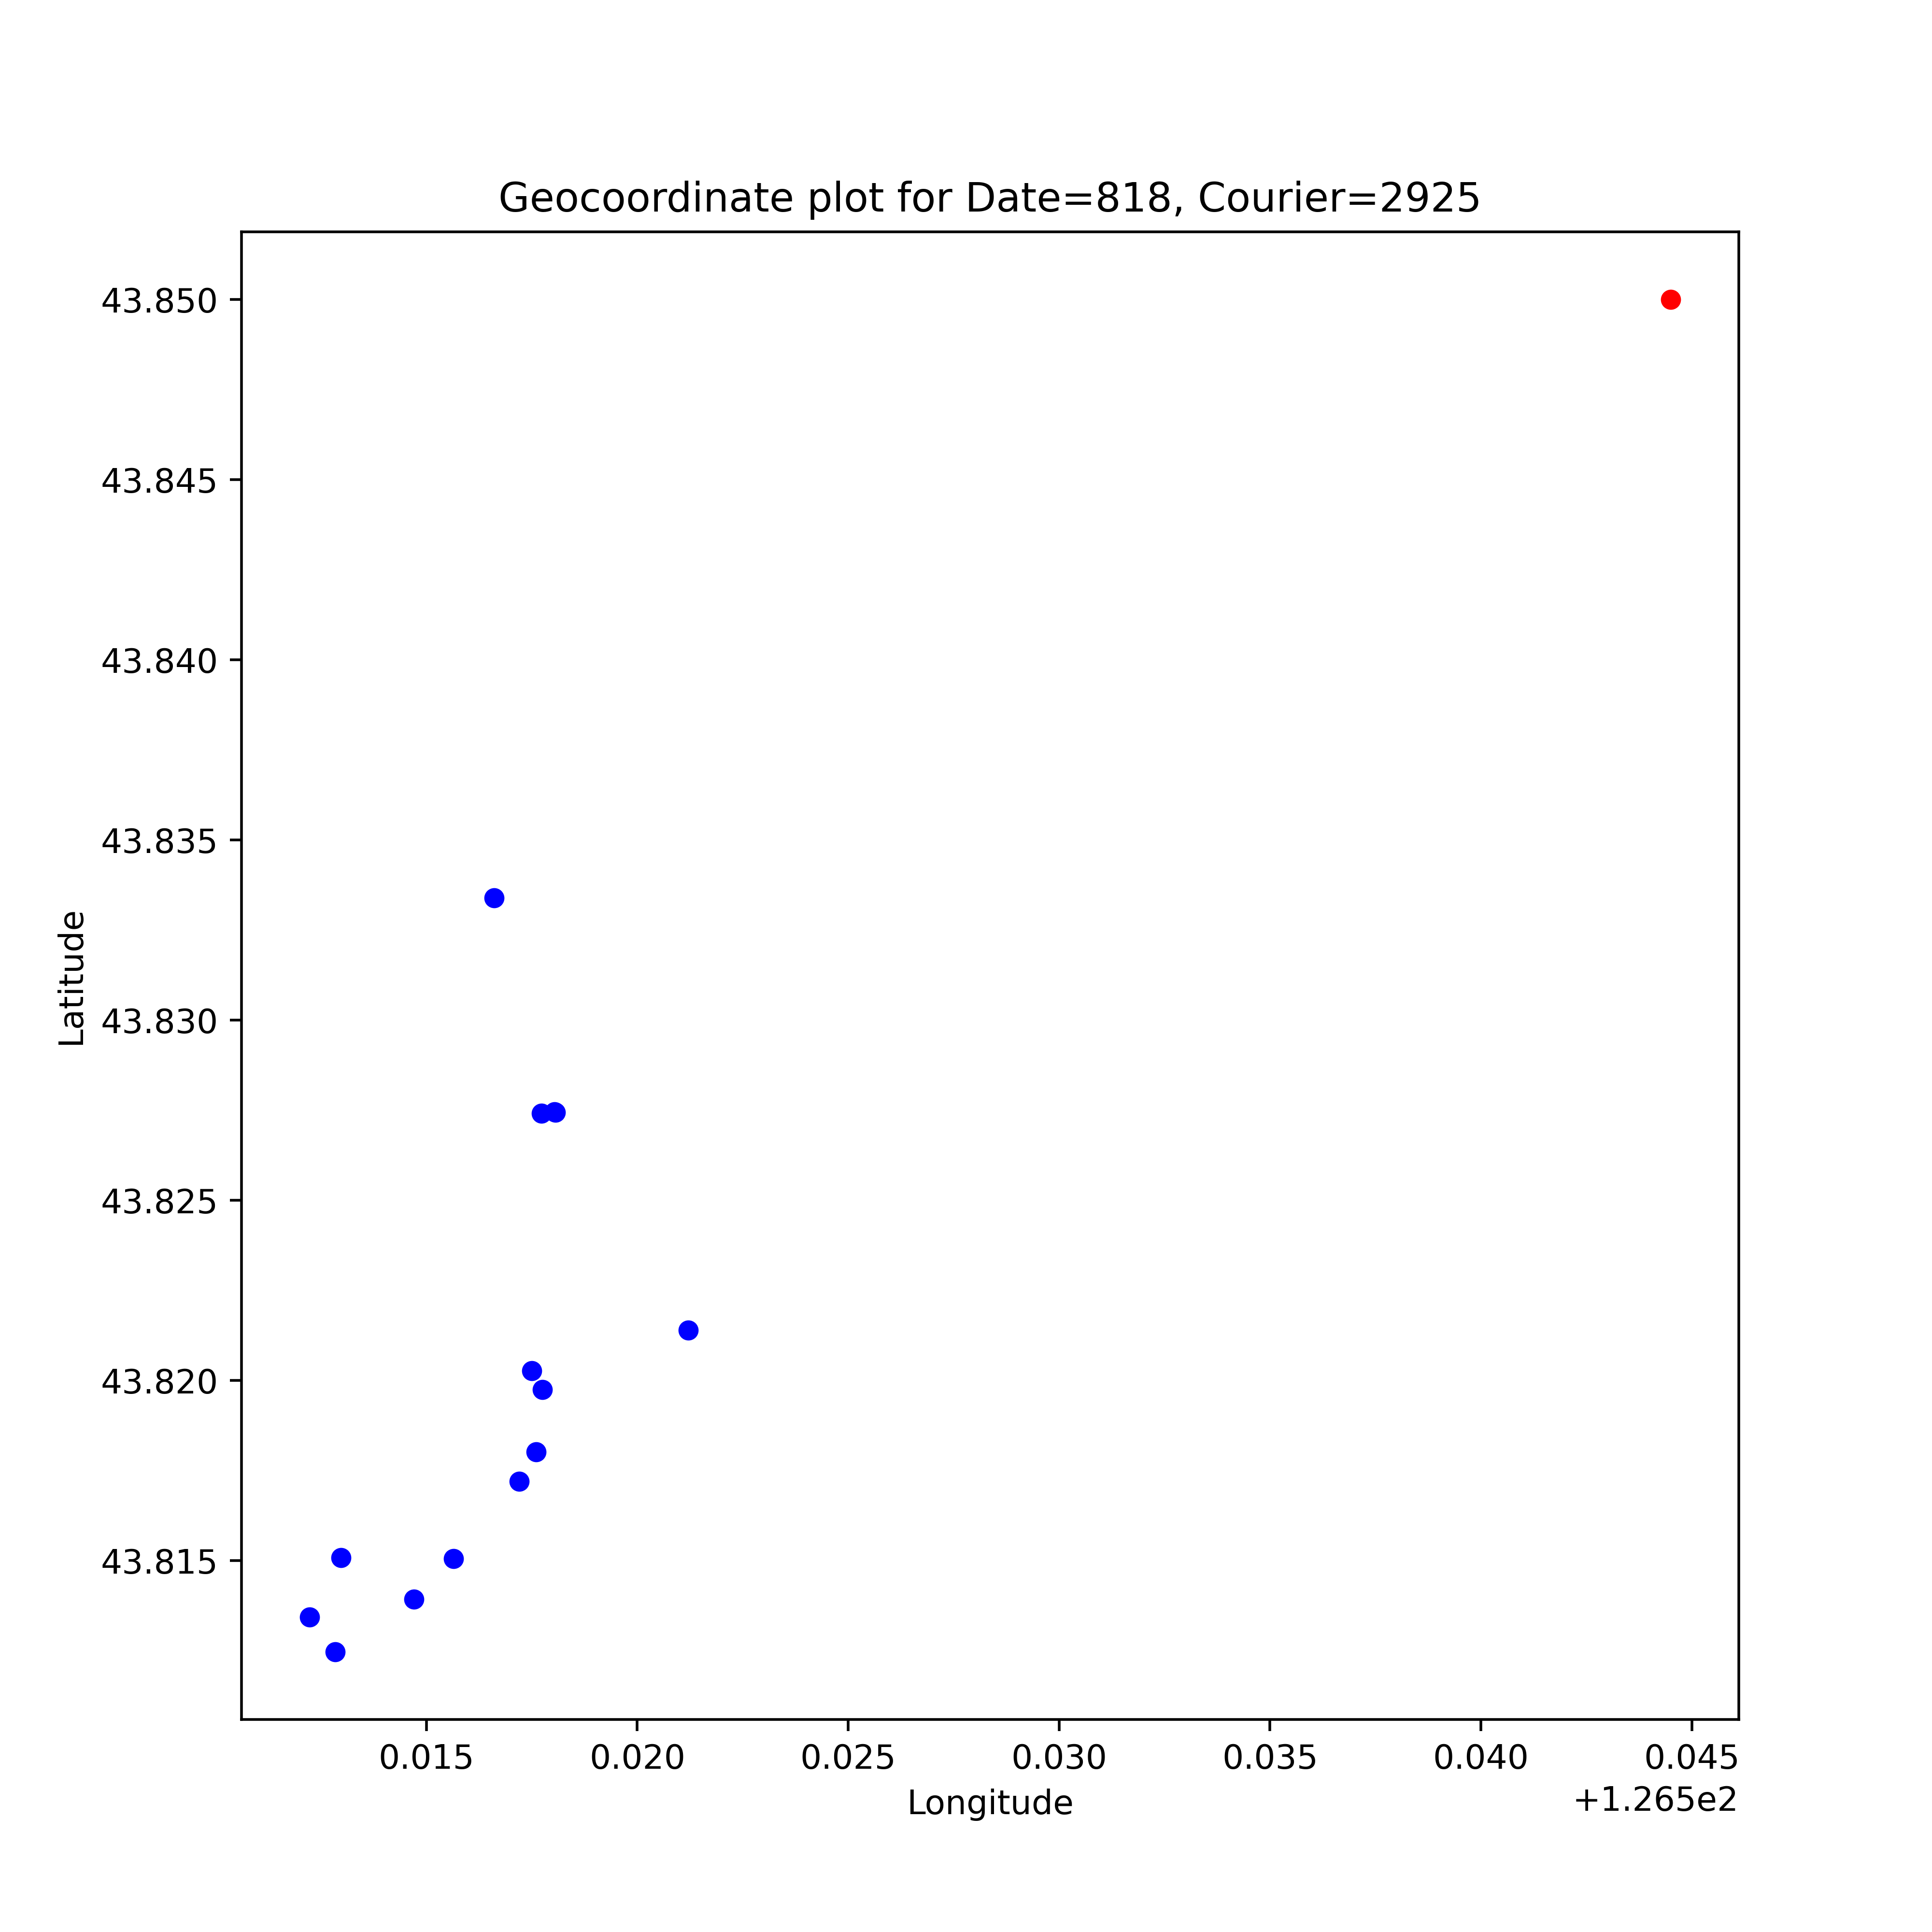 Geocoordinate plot for Date=818, Courier=2925
43.850
43.845
43.840
43.835
43.830
43.825
43.820
43.815
Latitude
0.015 0.020 0.025 0.030 0.035 0.040 0.045
+1.265e2
Longitude